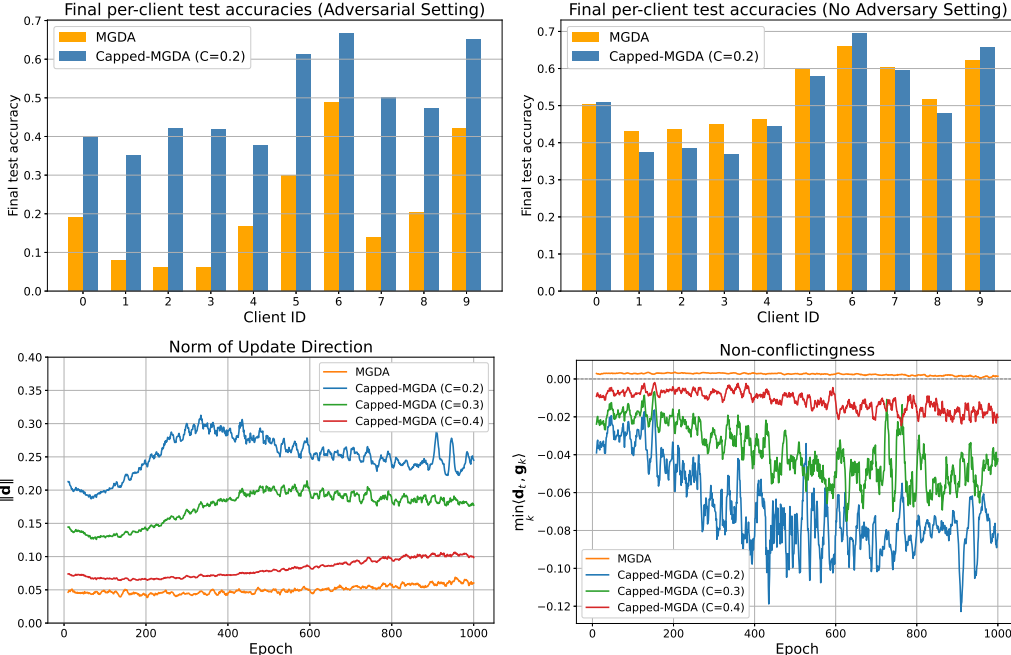 Final per-client test accuracies (Adversarial Setting)
Final test accuracy
0.7
0.6
0.5
0.4
0.3
0.2
0.1
0.0
MGDA
Capped-MGDA (C=0.2)
0 1 2 3 4 5 6 7 8 9
Client ID
Final per-client test accuracies (No Adversary Setting)
Final test accuracy
0.7
0.6
0.5
0.4
0.3
0.2
0.1
0.0
MGDA
Capped-MGDA (C=0.2)
0 1 2 3 4 5 6 7 8 9
Client ID
Norm of Update Direction
‖d‖
0.40
0.35
0.30
0.25
0.20
0.15
0.10
0.05
0.00
MGDA
Capped-MGDA (C=0.2)
Capped-MGDA (C=0.3)
Capped-MGDA (C=0.4)
0 200 400 600 800 1000
Epoch
Non-conflictingness
min⟨d_t, g_k⟩
k
0.00
−0.02
−0.04
−0.06
−0.08
−0.10
−0.12
MGDA
Capped-MGDA (C=0.2)
Capped-MGDA (C=0.3)
Capped-MGDA (C=0.4)
0 200 400 600 800 1000
Epoch